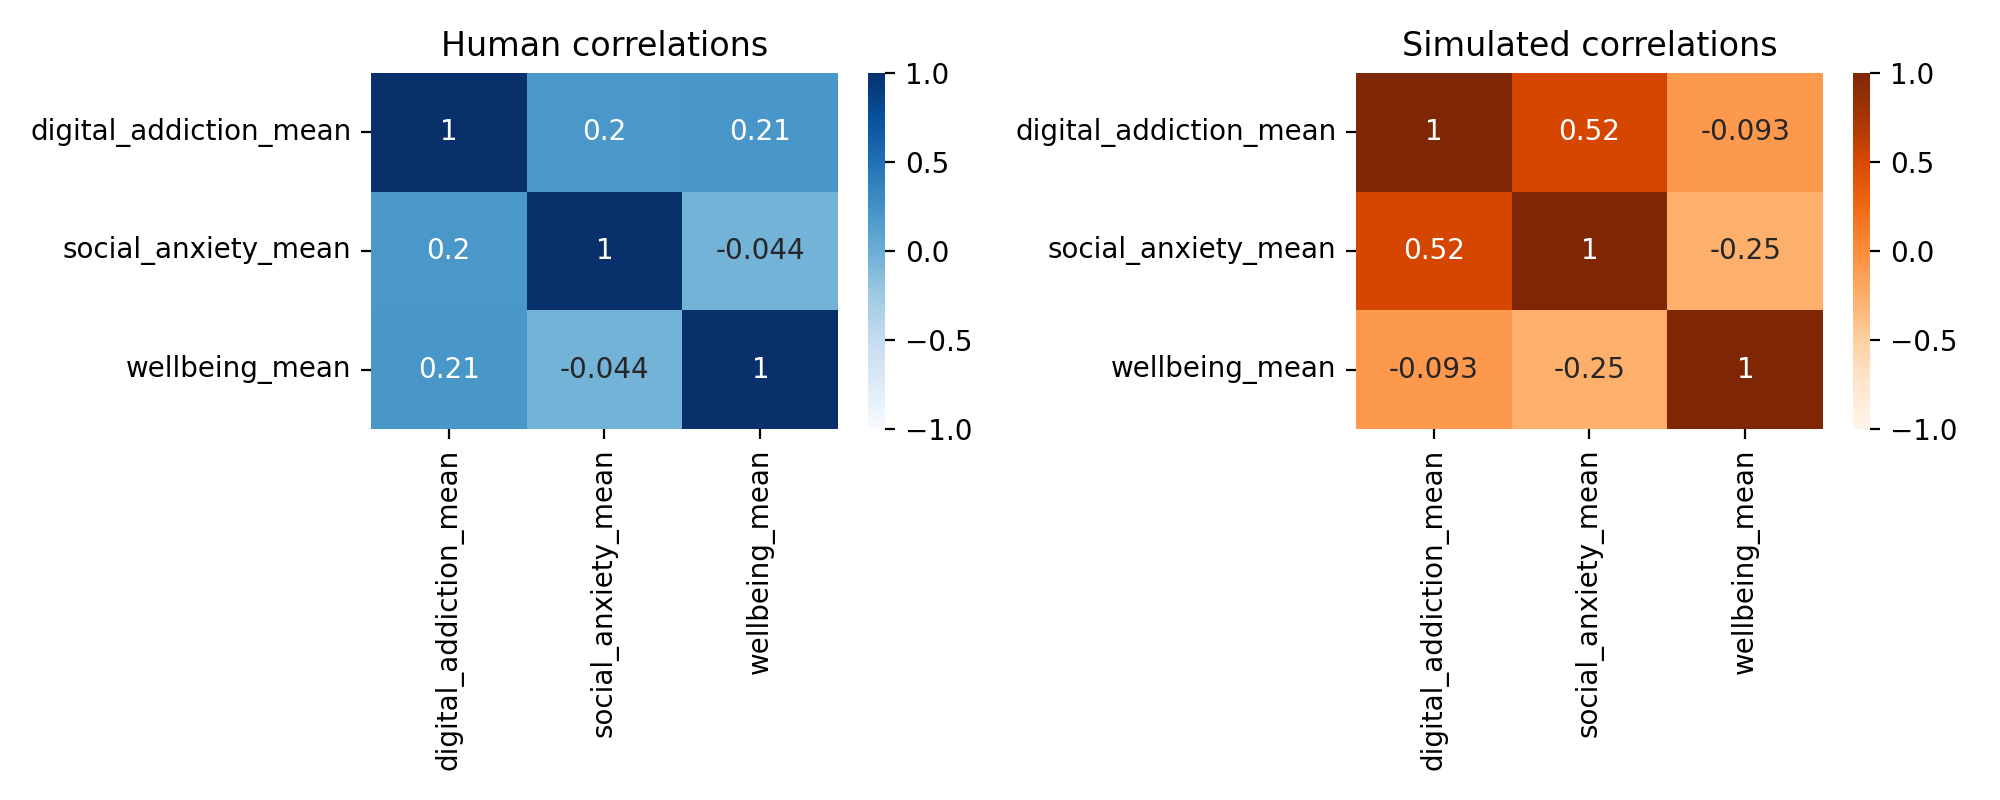 Human correlations
digital_addiction_mean 1 0.2 0.21
social_anxiety_mean 0.2 1 -0.044
wellbeing_mean 0.21 -0.044 1
digital_addiction_mean
social_anxiety_mean
wellbeing_mean
1.0
0.5
0.0
−0.5
−1.0
Simulated correlations
digital_addiction_mean 1 0.52 -0.093
social_anxiety_mean 0.52 1 -0.25
wellbeing_mean -0.093 -0.25 1
digital_addiction_mean
social_anxiety_mean
wellbeing_mean
1.0
0.5
0.0
−0.5
−1.0